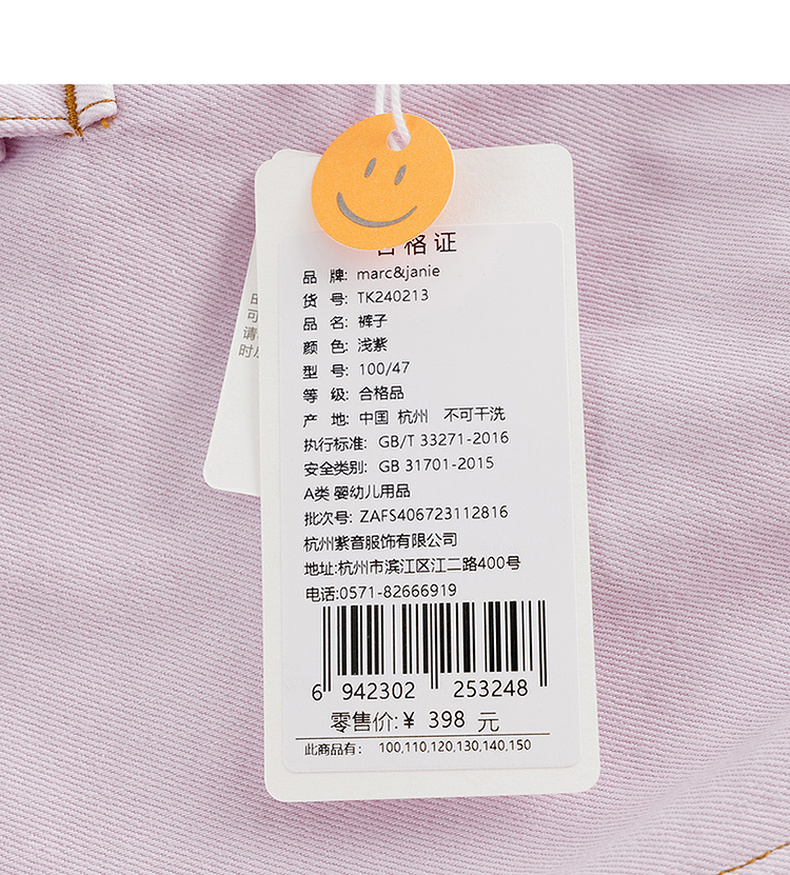 合格证
品 牌: marc&janie
货 号: TK240213
品 名: 裤子
颜 色: 浅紫
型 号: 100/47
等 级: 合格品
产 地: 中国 杭州 不可干洗
执行标准: GB/T 33271-2016
安全类别: GB 31701-2015
A类 婴幼儿用品
批次号: ZAFS406723112816
杭州紫音服饰有限公司
地址:杭州市滨江区江二路400号
电话:0571-82666919
6 942302 253248
零售价:¥ 398 元
此商品有: 100,110,120,130,140,150
可
请
时